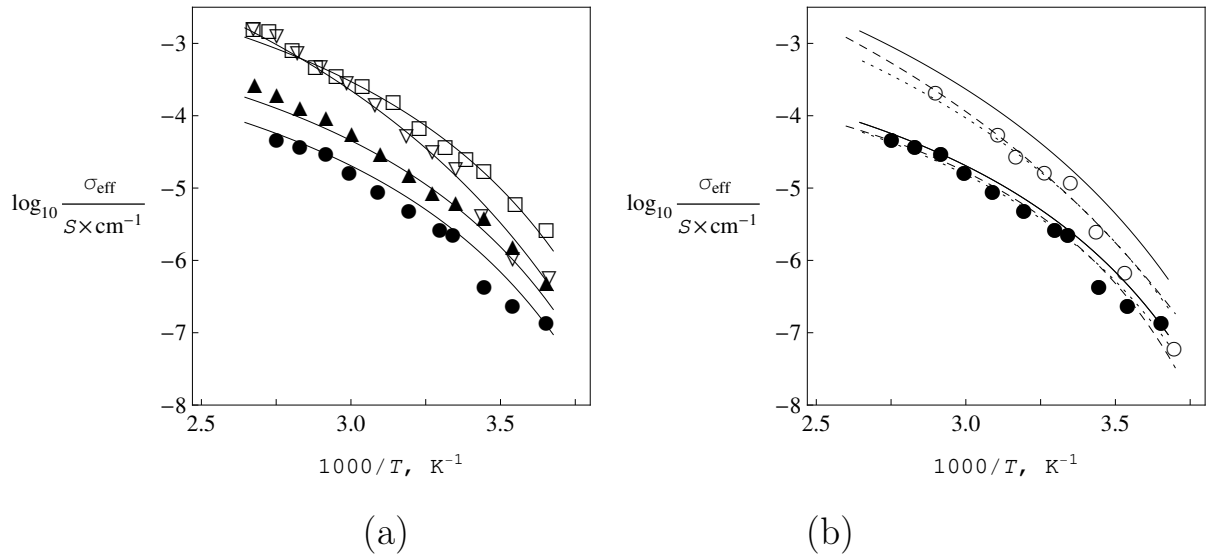 −3
−4
−5
−6
−7
−8
log₁₀ σeff / S×cm⁻¹
2.5 3.0 3.5
1000/T, K⁻¹
(a)
−3
−4
−5
−6
−7
−8
log₁₀ σeff / S×cm⁻¹
2.5 3.0 3.5
1000/T, K⁻¹
(b)